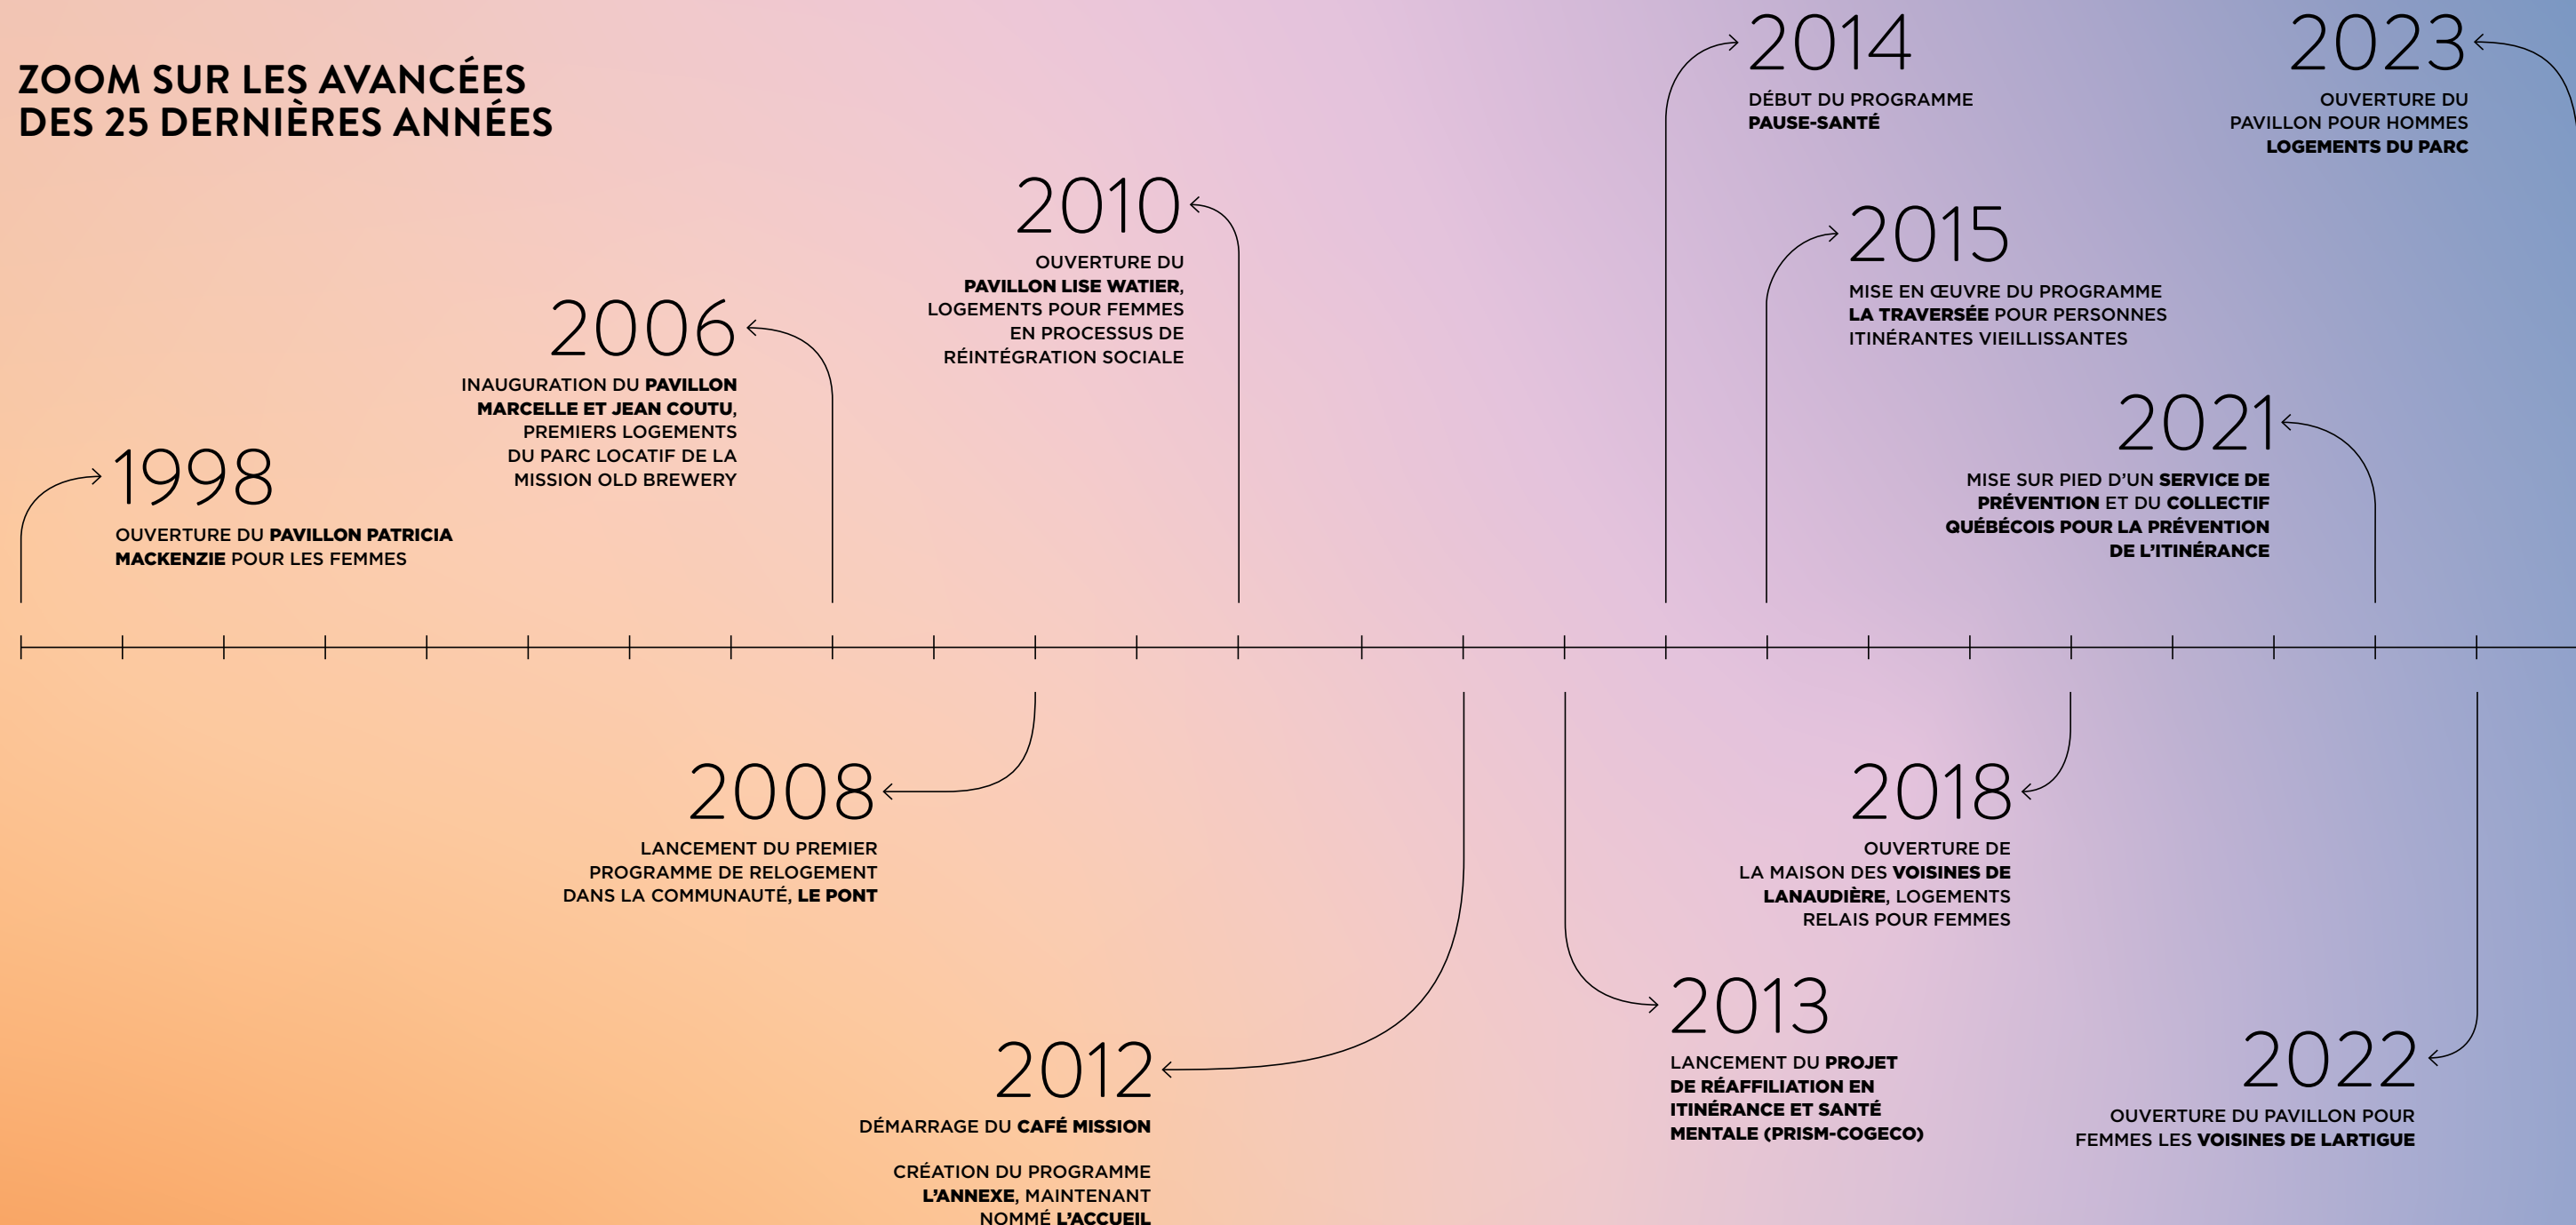 ZOOM SUR LES AVANCÉES
DES 25 DERNIÈRES ANNÉES
1998
OUVERTURE DU PAVILLON PATRICIA
MACKENZIE POUR LES FEMMES
2006
INAUGURATION DU PAVILLON
MARCELLE ET JEAN COUTU,
PREMIERS LOGEMENTS
DU PARC LOCATIF DE LA
MISSION OLD BREWERY
2008
LANCEMENT DU PREMIER
PROGRAMME DE RELOGEMENT
DANS LA COMMUNAUTÉ, LE PONT
2010
OUVERTURE DU
PAVILLON LISE WATIER,
LOGEMENTS POUR FEMMES
EN PROCESSUS DE
RÉINTÉGRATION SOCIALE
2012
DÉMARRAGE DU CAFÉ MISSION
CRÉATION DU PROGRAMME
L'ANNEXE, MAINTENANT
NOMMÉ L'ACCUEIL
2013
LANCEMENT DU PROJET
DE RÉAFFILIATION EN
ITINÉRANCE ET SANTÉ
MENTALE (PRISM-COGECO)
2014
DÉBUT DU PROGRAMME
PAUSE-SANTÉ
2015
MISE EN ŒUVRE DU PROGRAMME
LA TRAVERSÉE POUR PERSONNES
ITINÉRANTES VIEILLISSANTES
2018
OUVERTURE DE
LA MAISON DES VOISINES DE
LANAUDIÈRE, LOGEMENTS
RELAIS POUR FEMMES
2021
MISE SUR PIED D'UN SERVICE DE
PRÉVENTION ET DU COLLECTIF
QUÉBÉCOIS POUR LA PRÉVENTION
DE L'ITINÉRANCE
2022
OUVERTURE DU PAVILLON POUR
FEMMES LES VOISINES DE LARTIGUE
2023
OUVERTURE DU
PAVILLON POUR HOMMES
LOGEMENTS DU PARC